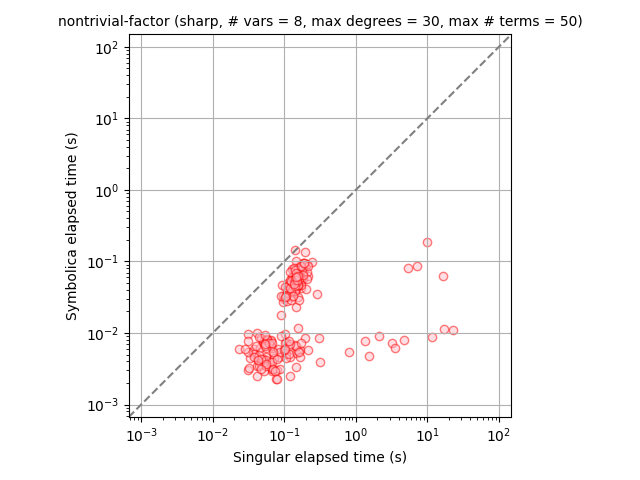 nontrivial-factor (sharp, # vars = 8, max degrees = 30, max # terms = 50)
Symbolica elapsed time (s)
10²
10¹
10⁰
10⁻¹
10⁻²
10⁻³
10⁻³ 10⁻² 10⁻¹ 10⁰ 10¹ 10²
Singular elapsed time (s)